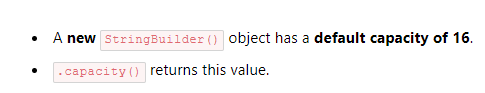 • A new StringBuilder() object has a default capacity of 16.
• .capacity() returns this value.